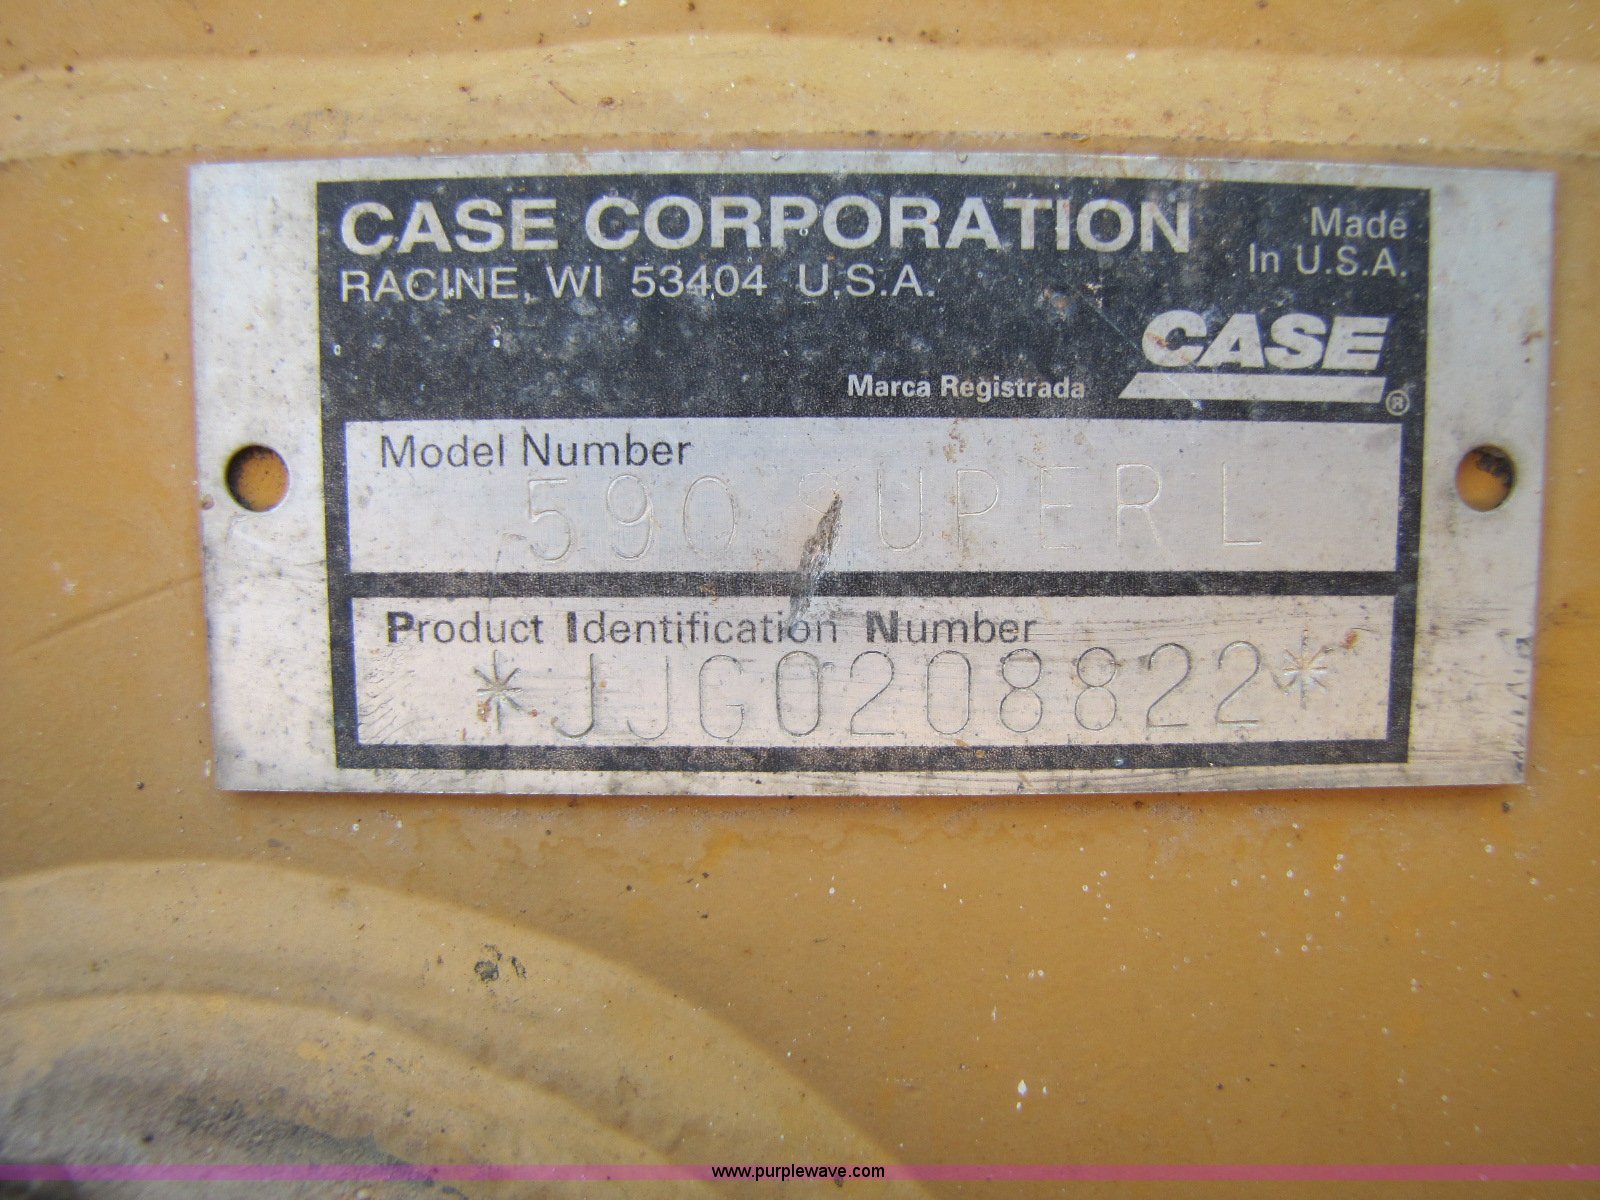 CASE CORPORATION
Made
In U.S.A.
RACINE, WI 53404 U.S.A.
CASE
Marca Registrada
®
Model Number
590 SUPER L
Product Identification Number
*JJG0208822*
www.purplewave.com